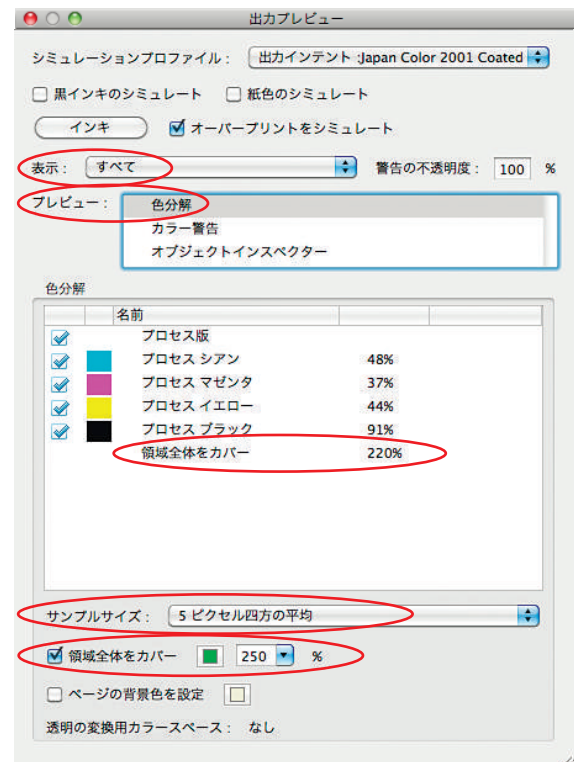 出力プレビュー
シミュレーションプロファイル： 出力インテント :Japan Color 2001 Coated
黒インキのシミュレート 紙色のシミュレート
インキ オーバープリントをシミュレート
表示： すべて 警告の不透明度： 100 %
プレビュー： 色分解
カラー警告
オブジェクトインスペクター
色分解
名前
プロセス版
プロセス シアン 48%
プロセス マゼンタ 37%
プロセス イエロー 44%
プロセス ブラック 91%
領域全体をカバー 220%
サンプルサイズ： 5 ピクセル四方の平均
領域全体をカバー 250 %
ページの背景色を設定
透明の変換用カラースペース： なし